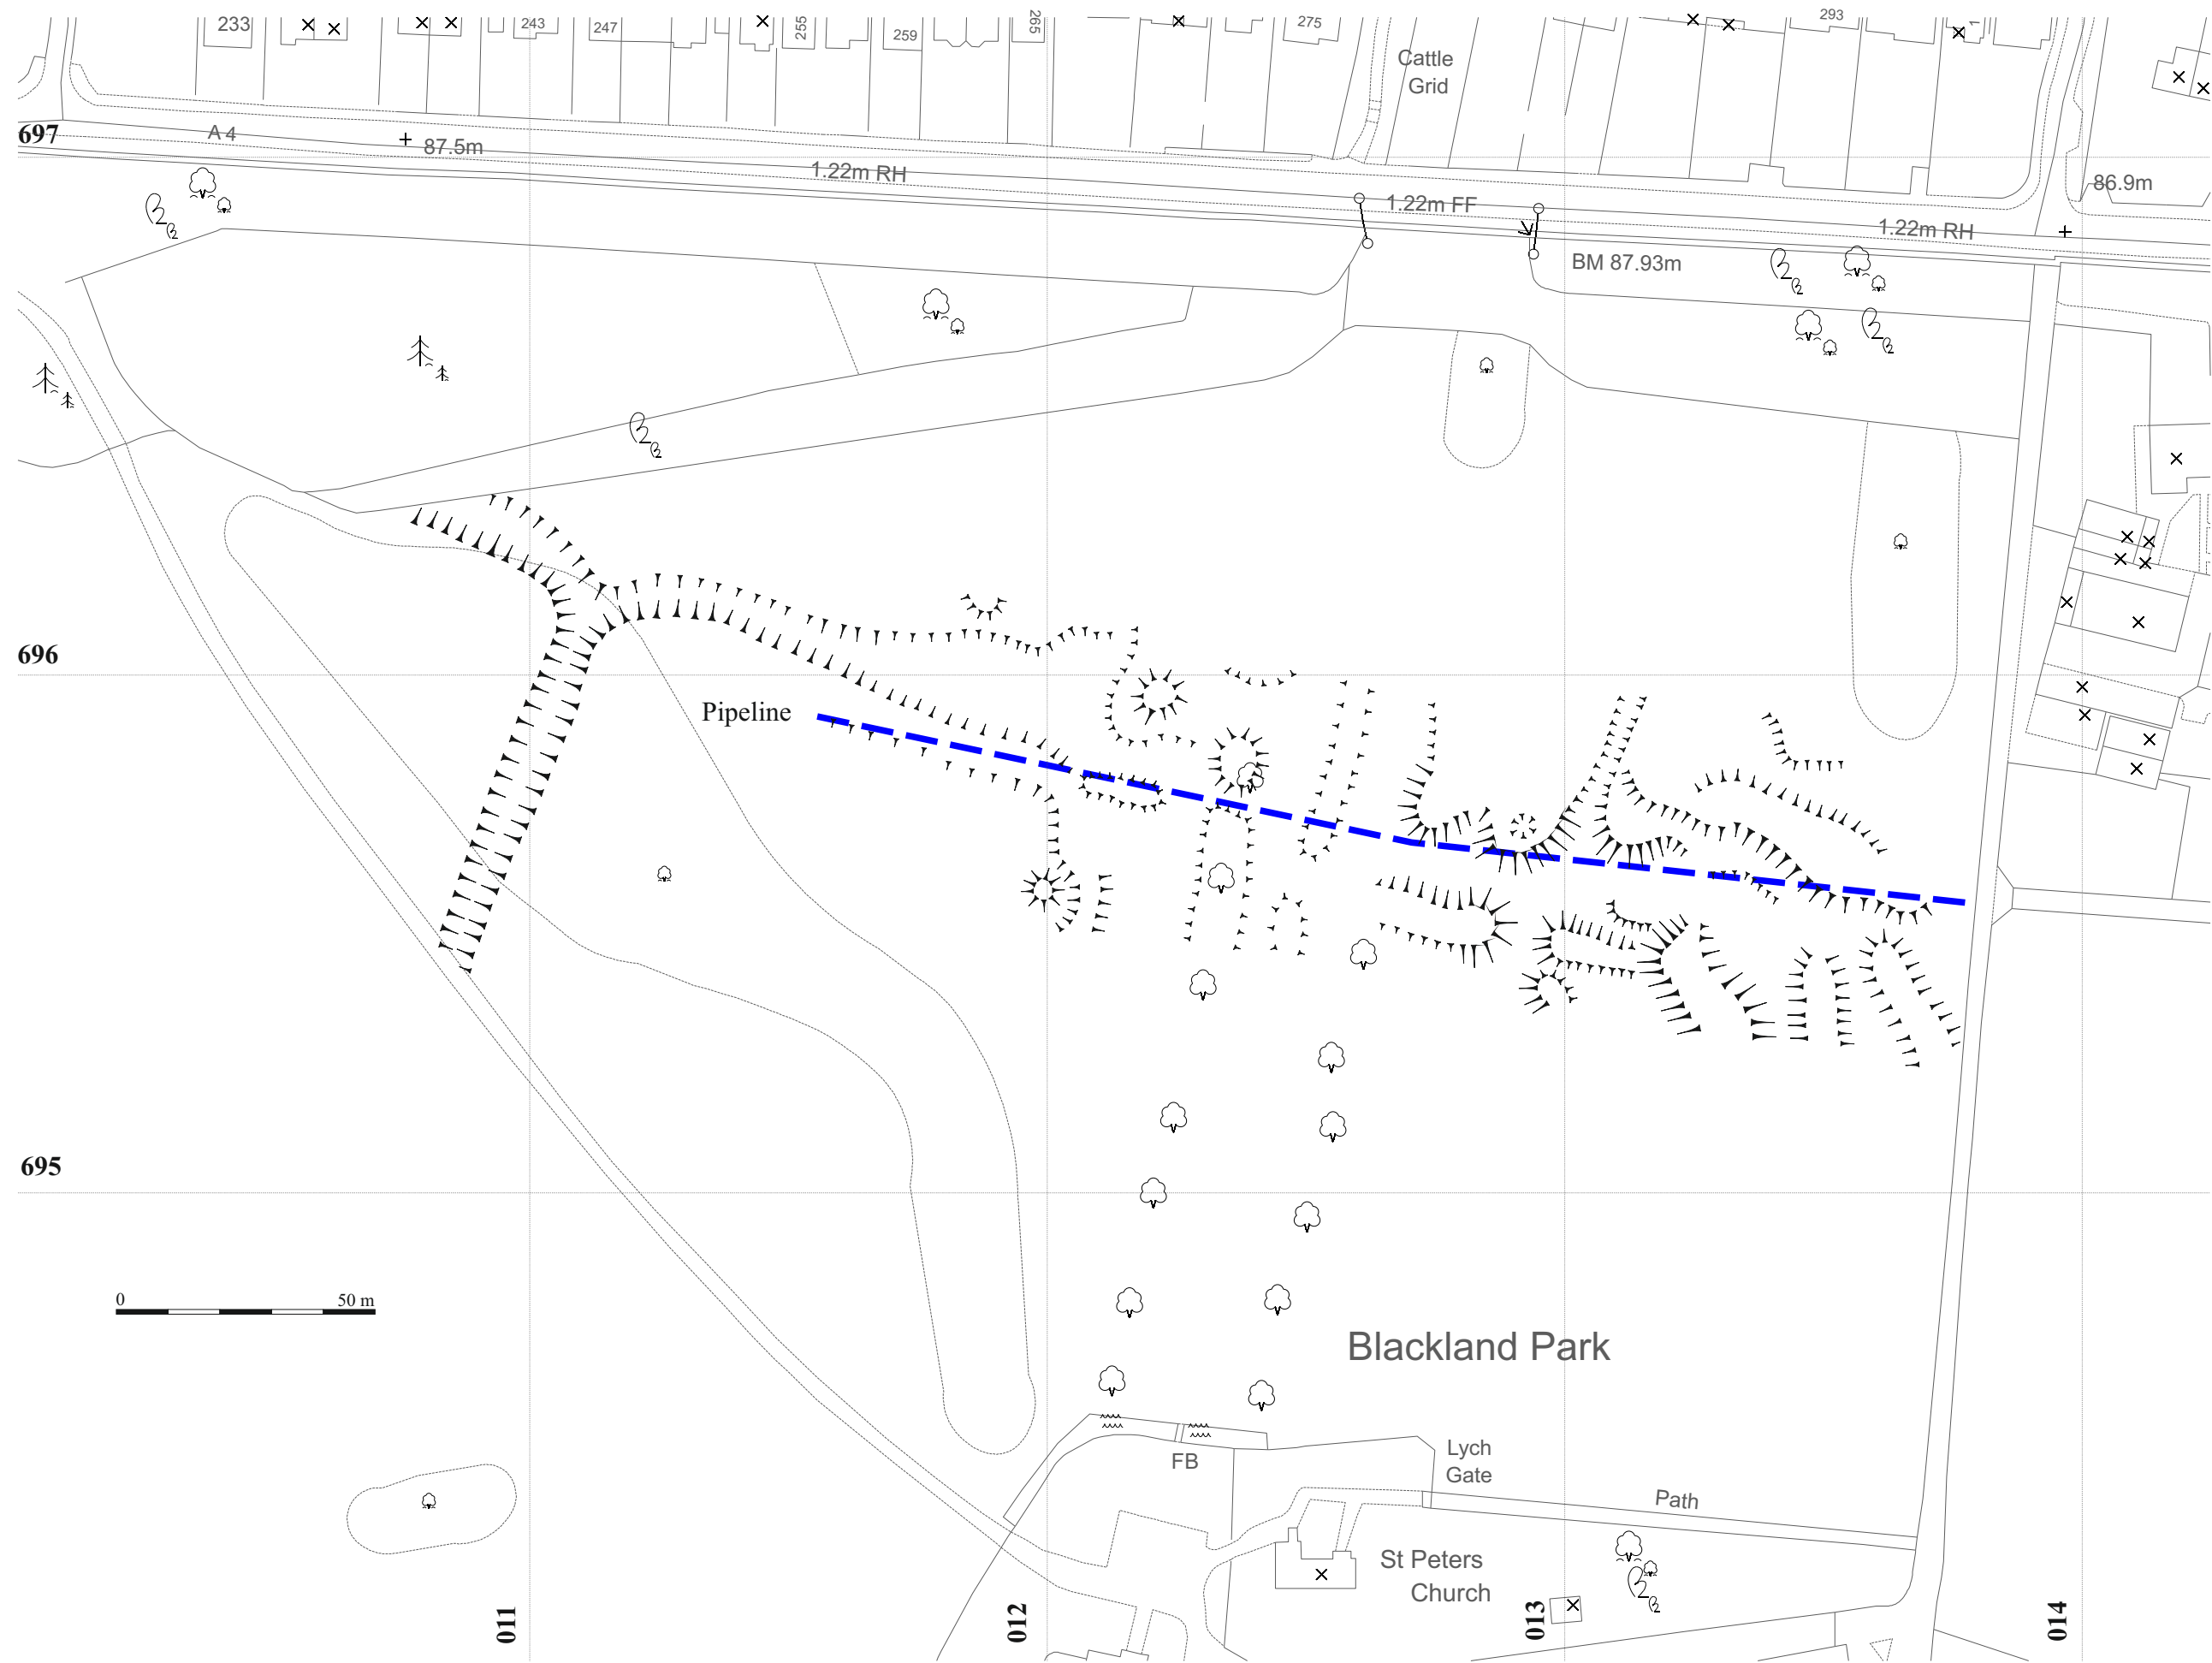 233
243
247
255
259
265
275
293
1
Cattle
Grid
697
A 4
87.5m
1.22m RH
1.22m FF
1.22m RH
86.9m
BM 87.93m
696
Pipeline
695
0
50 m
Blackland Park
FB
Lych
Gate
Path
St Peters
Church
011
012
013
014